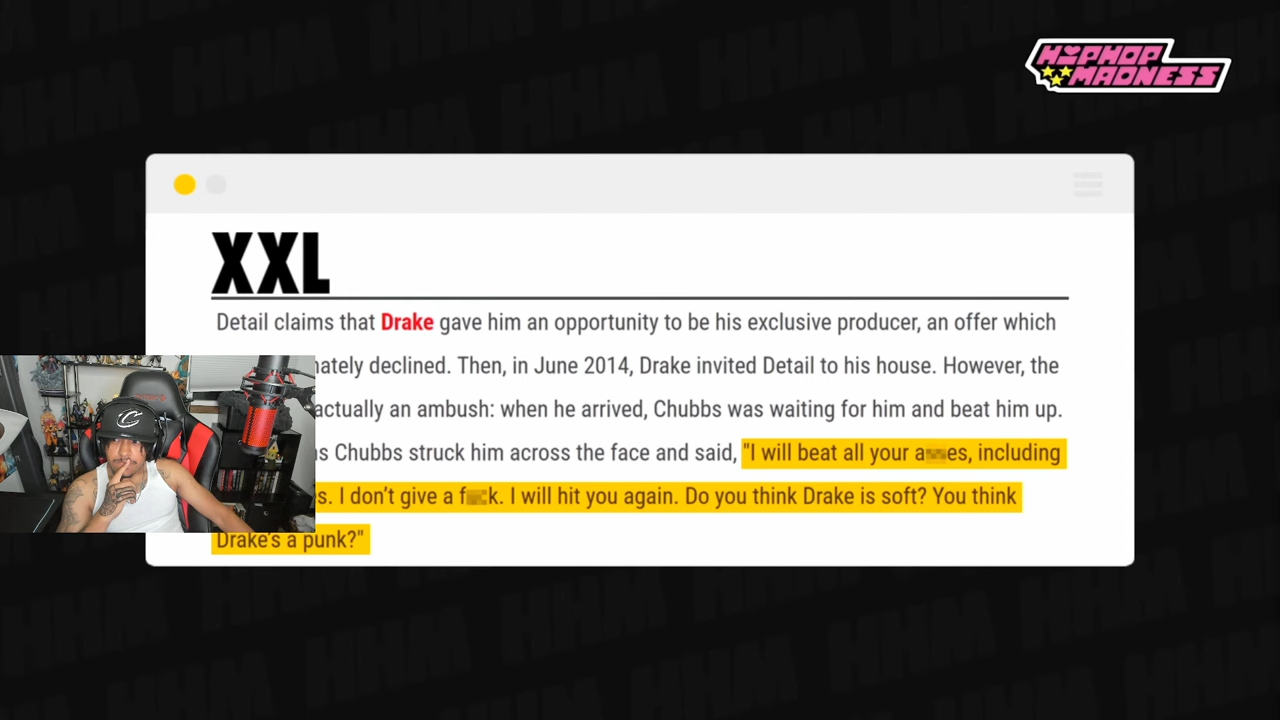 HIPHOP
MADNESS
XXL
Detail claims that Drake gave him an opportunity to be his exclusive producer, an offer which
declined. Then, in June 2014, Drake invited Detail to his house. However, the
actually an ambush: when he arrived, Chubbs was waiting for him and beat him up.
Chubbs struck him across the face and said, "I will beat all your a es, including
I don't give a f k. I will hit you again. Do you think Drake is soft? You think
Drake's a punk?"